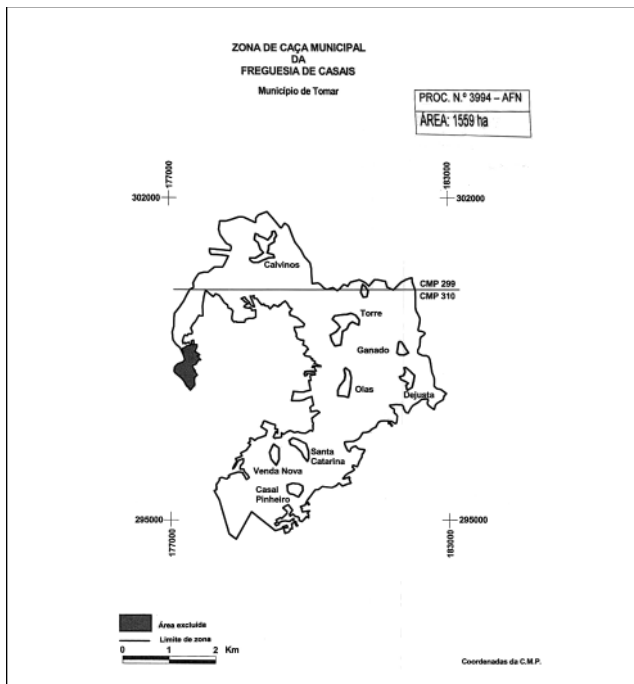 ZONA DE CAÇA MUNICIPAL
DA
FREGUESIA DE CASAIS
Município de Tomar
PROC. N.º 3994 – AFN
ÁREA: 1559 ha
177000
183000
302000
302000
Calvinos
CMP 299
CMP 310
Torre
Ganado
Olas
Dejusta
Santa
Catarina
Venda Nova
Casal
Pinheiro
295000
295000
177000
183000
Área excluída
Limite de zona
0 1 2 Km
Coordenadas da C.M.P.